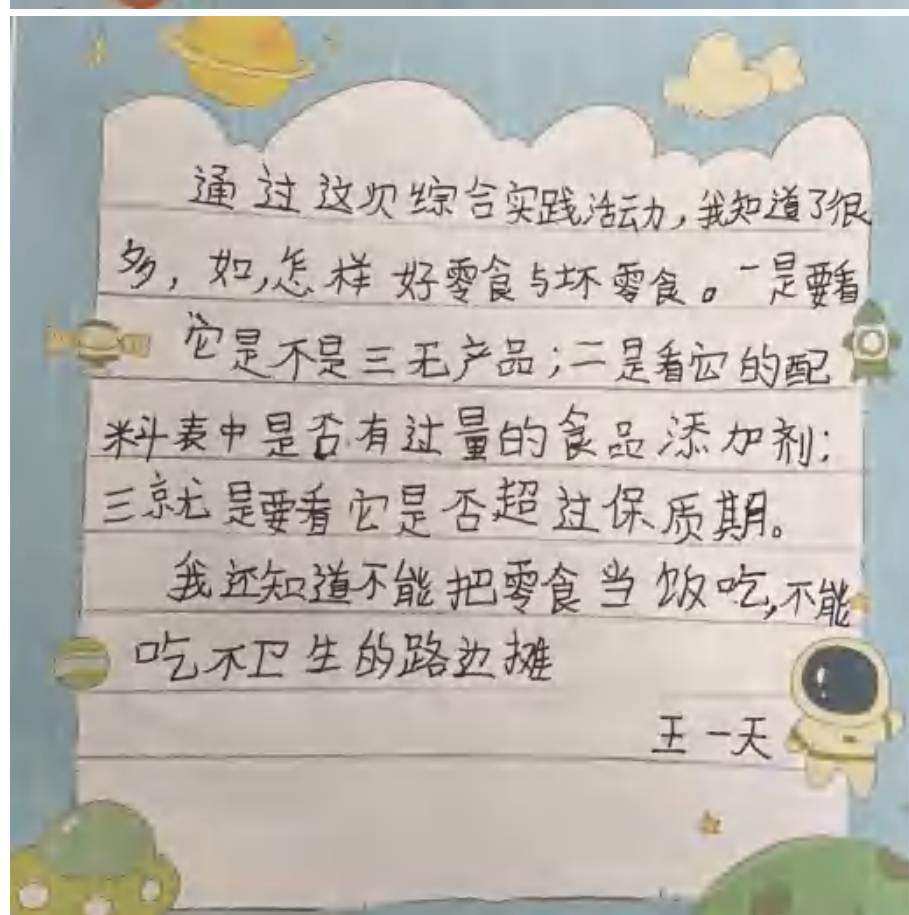 通过这次综合实践活动，我知道了很
多，如，怎样好零食与坏零食。一是要看
它是不是三无产品；二是看它的配
料表中是否有过量的食品添加剂；
三就是要看它是否超过保质期。
我还知道不能把零食当饭吃，不能
吃不卫生的路边摊
王一天